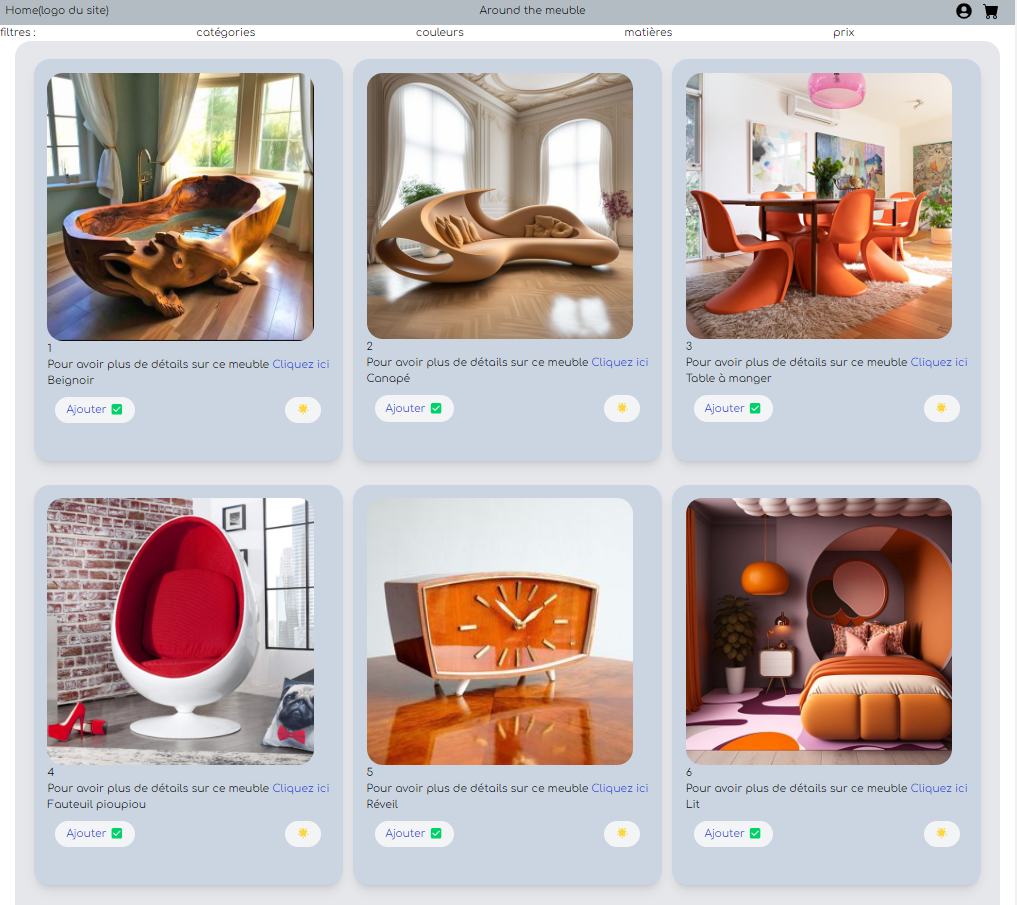 Home(logo du site) Around the meuble
filtres : catégories couleurs matières prix
1
Pour avoir plus de détails sur ce meuble Cliquez ici
Beignoir
Ajouter
2
Pour avoir plus de détails sur ce meuble Cliquez ici
Canapé
Ajouter
3
Pour avoir plus de détails sur ce meuble Cliquez ici
Table à manger
Ajouter
4
Pour avoir plus de détails sur ce meuble Cliquez ici
Fauteuil pioupiou
Ajouter
5
Pour avoir plus de détails sur ce meuble Cliquez ici
Réveil
Ajouter
6
Pour avoir plus de détails sur ce meuble Cliquez ici
Lit
Ajouter